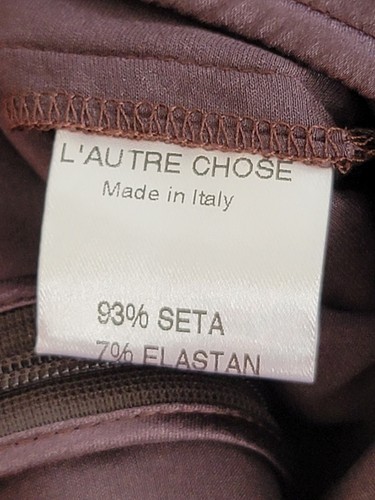 L'AUTRE CHOSE
Made in Italy
93% SETA
7% ELASTAN